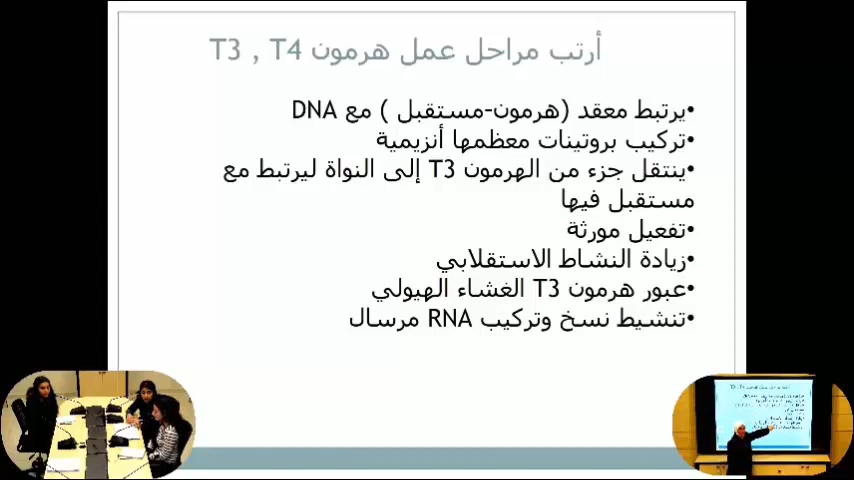 أرتب مراحل عمل هرمون T3 , T4
•يرتبط معقد (هرمون-مستقبل ) مع DNA
•تركيب بروتينات معظمها أنزيمية
•ينتقل جزء من الهرمون T3 إلى النواة ليرتبط مع
مستقبل فيها
•تفعيل مورثة
•زيادة النشاط الاستقلابي
•عبور هرمون T3 الغشاء الهيولي
•تنشيط نسخ وتركيب RNA مرسال